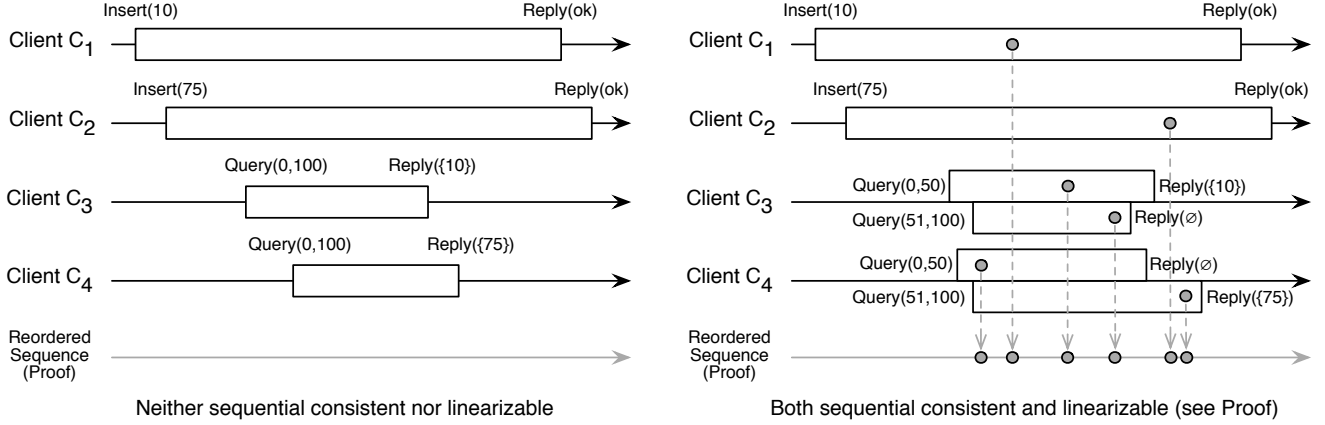 Insert(10) Reply(ok)
Client C1
Insert(75) Reply(ok)
Client C2
Query(0,100) Reply({10})
Client C3
Query(0,100) Reply({75})
Client C4
Reordered
Sequence
(Proof)
Neither sequential consistent nor linearizable
Insert(10) Reply(ok)
Client C1
Insert(75) Reply(ok)
Client C2
Query(0,50) Reply({10})
Client C3
Query(51,100) Reply(∅)
Query(0,50) Reply(∅)
Client C4
Query(51,100) Reply({75})
Reordered
Sequence
(Proof)
Both sequential consistent and linearizable (see Proof)